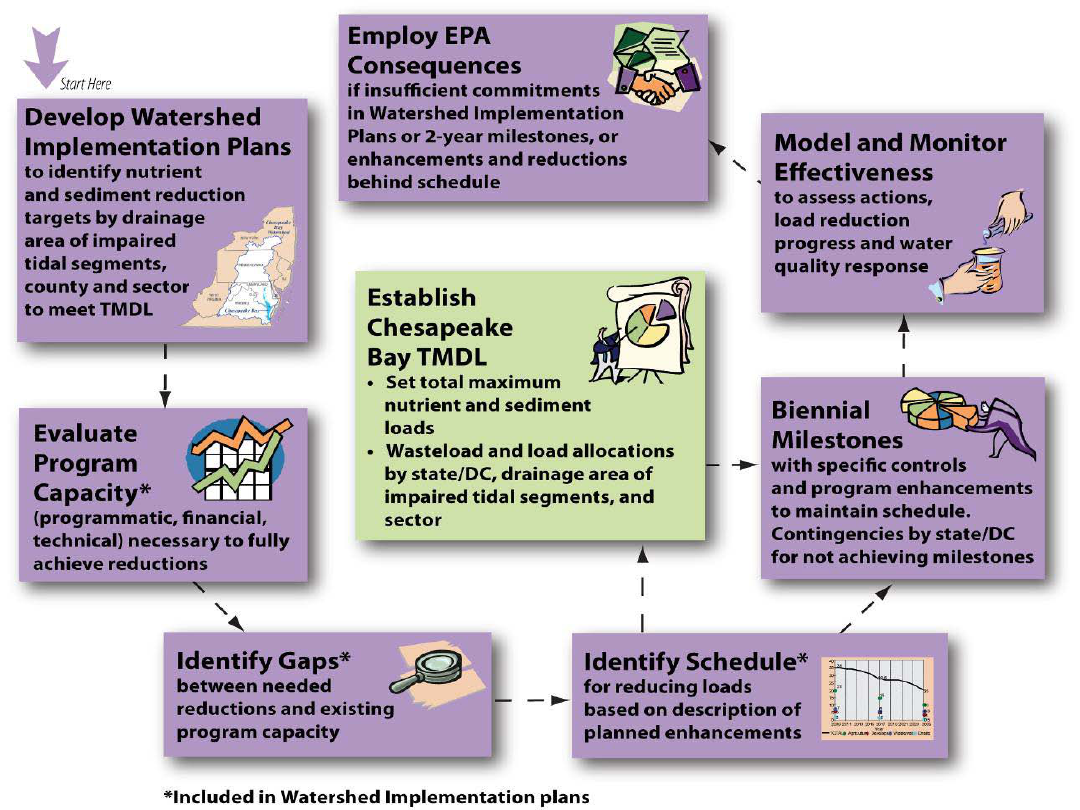 Start Here
Develop Watershed
Implementation Plans
to identify nutrient
and sediment reduction
targets by drainage
area of impaired
tidal segments,
county and sector
to meet TMDL
Chesapeake
Bay
Watershed
Chesapeake Bay
Evaluate
Program
Capacity*
(programmatic, financial,
technical) necessary to fully
achieve reductions
Identify Gaps*
between needed
reductions and existing
program capacity
Identify Schedule*
for reducing loads
based on description of
planned enhancements
Establish
Chesapeake
Bay TMDL
• Set total maximum
nutrient and sediment
loads
• Wasteload and load allocations
by state/DC, drainage area of
impaired tidal segments, and
sector
Biennial
Milestones
with specific controls
and program enhancements
to maintain schedule.
Contingencies by state/DC
for not achieving milestones
Model and Monitor
Effectiveness
to assess actions,
load reduction
progress and water
quality response
Employ EPA
Consequences
if insufficient commitments
in Watershed Implementation
Plans or 2-year milestones, or
enhancements and reductions
behind schedule
*Included in Watershed Implementation plans